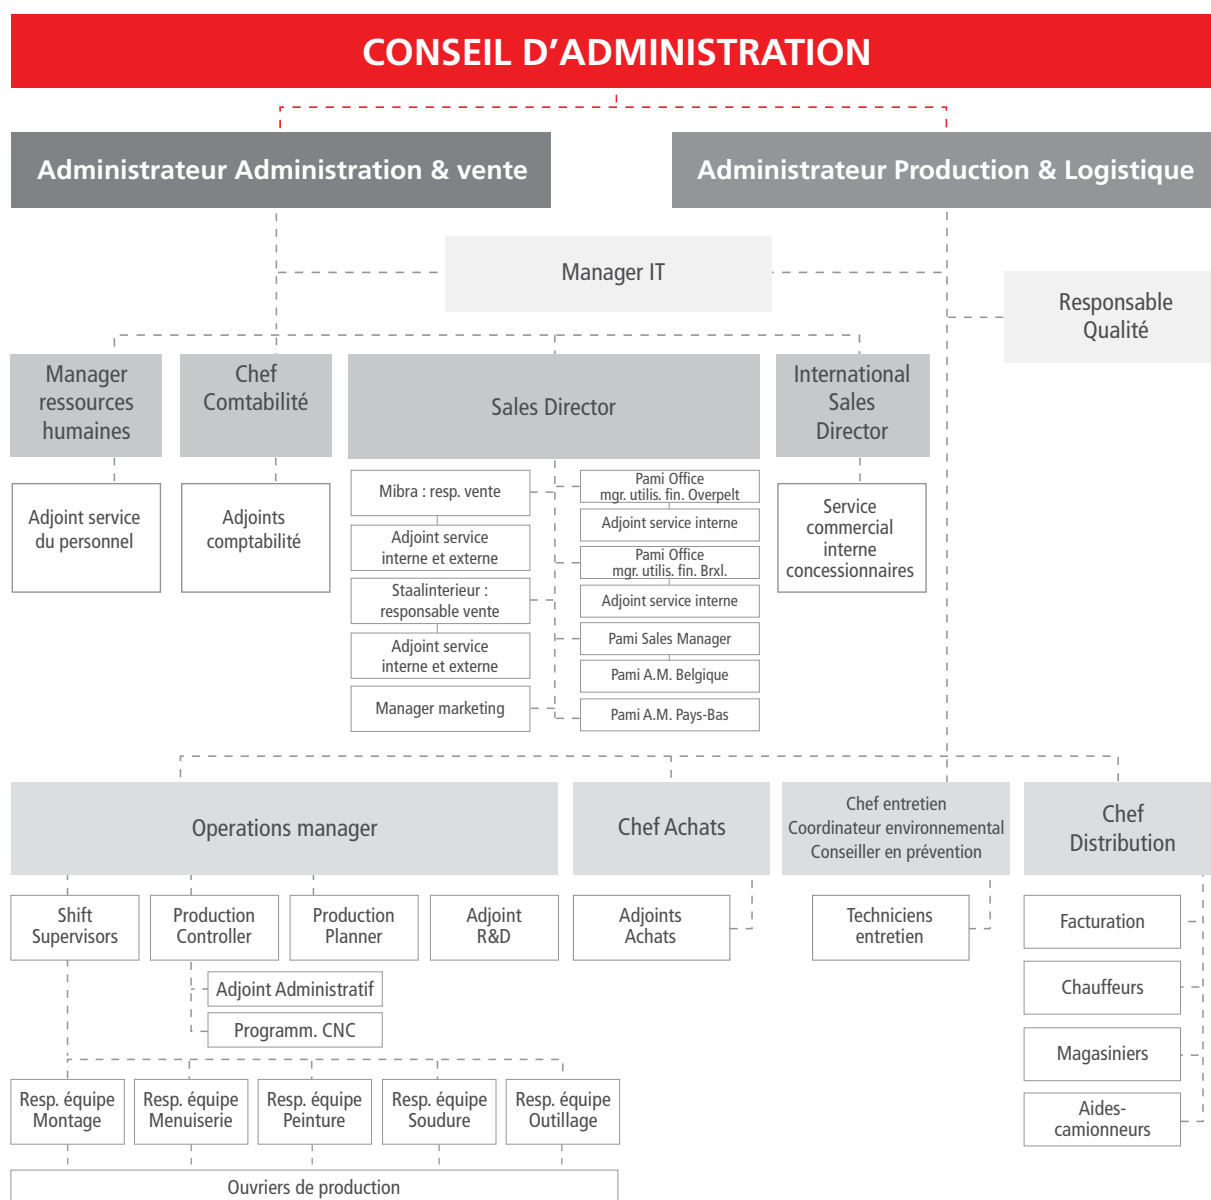 CONSEIL D’ADMINISTRATION
Administrateur Administration & vente
Administrateur Production & Logistique
Manager IT
Responsable
Qualité
Manager
ressources
humaines
Chef
Comtabilité
Sales Director
International
Sales
Director
Adjoint service
du personnel
Adjoints
comptabilité
Mibra : resp. vente
Adjoint service
interne et externe
Staalinterieur :
responsable vente
Adjoint service
interne et externe
Manager marketing
Pami Office
mgr. utilis. fin. Overpelt
Adjoint service interne
Pami Office
mgr. utilis. fin. Brxl.
Adjoint service interne
Pami Sales Manager
Pami A.M. Belgique
Pami A.M. Pays-Bas
Service
commercial
interne
concessionnaires
Operations manager
Chef Achats
Chef entretien
Coordinateur environnemental
Conseiller en prévention
Chef
Distribution
Shift
Supervisors
Production
Controller
Production
Planner
Adjoint
R&D
Adjoints
Achats
Techniciens
entretien
Facturation
Chauffeurs
Magasiniers
Aides-
camionneurs
Adjoint Administratif
Programm. CNC
Resp. équipe
Montage
Resp. équipe
Menuiserie
Resp. équipe
Peinture
Resp. équipe
Soudure
Resp. équipe
Outillage
Ouvriers de production